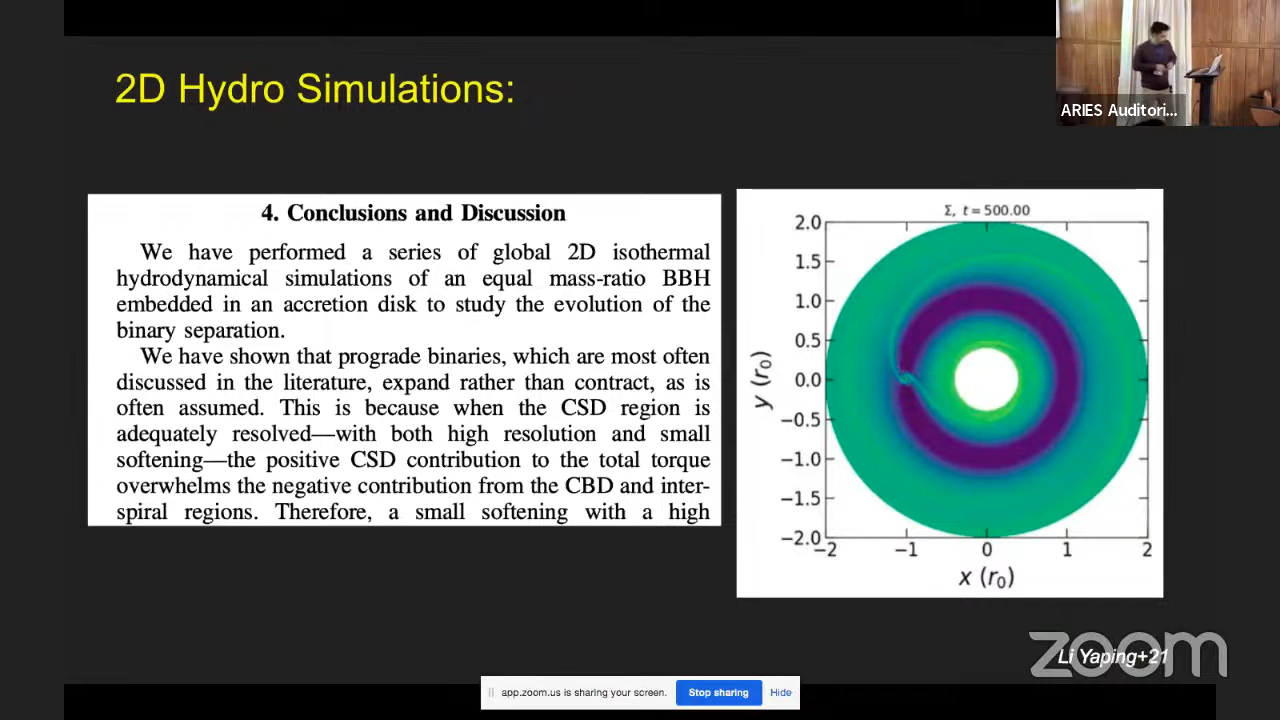 2D Hydro Simulations:
ARIES Auditori...
4. Conclusions and Discussion
We have performed a series of global 2D isothermal
hydrodynamical simulations of an equal mass-ratio BBH
embedded in an accretion disk to study the evolution of the
binary separation.
We have shown that prograde binaries, which are most often
discussed in the literature, expand rather than contract, as is
often assumed. This is because when the CSD region is
adequately resolved—with both high resolution and small
softening—the positive CSD contribution to the total torque
overwhelms the negative contribution from the CBD and inter-
spiral regions. Therefore, a small softening with a high
Σ, t = 500.00
2.0
1.5
1.0
0.5
0.0
−0.5
−1.0
−1.5
−2.0
y (r₀)
−2 −1 0 1 2
x (r₀)
Li Yaping+21
zoom
app.zoom.us is sharing your screen. Stop sharing Hide